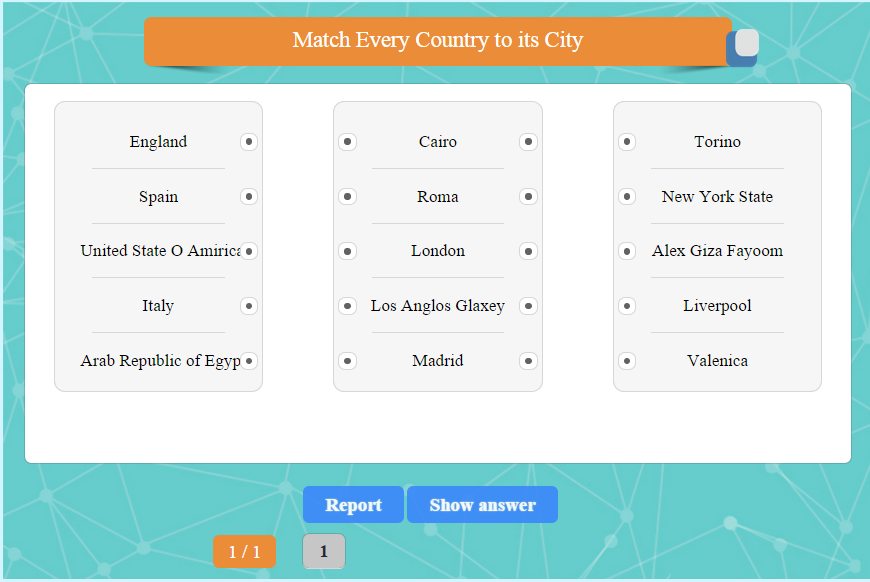 Match Every Country to its City
England
Cairo
Torino
Spain
Roma
New York State
United State O Amirica
London
Alex Giza Fayoom
Italy
Los Anglos Glaxey
Liverpool
Arab Republic of Egyp
Madrid
Valenica
Report
Show answer
1 / 1
1